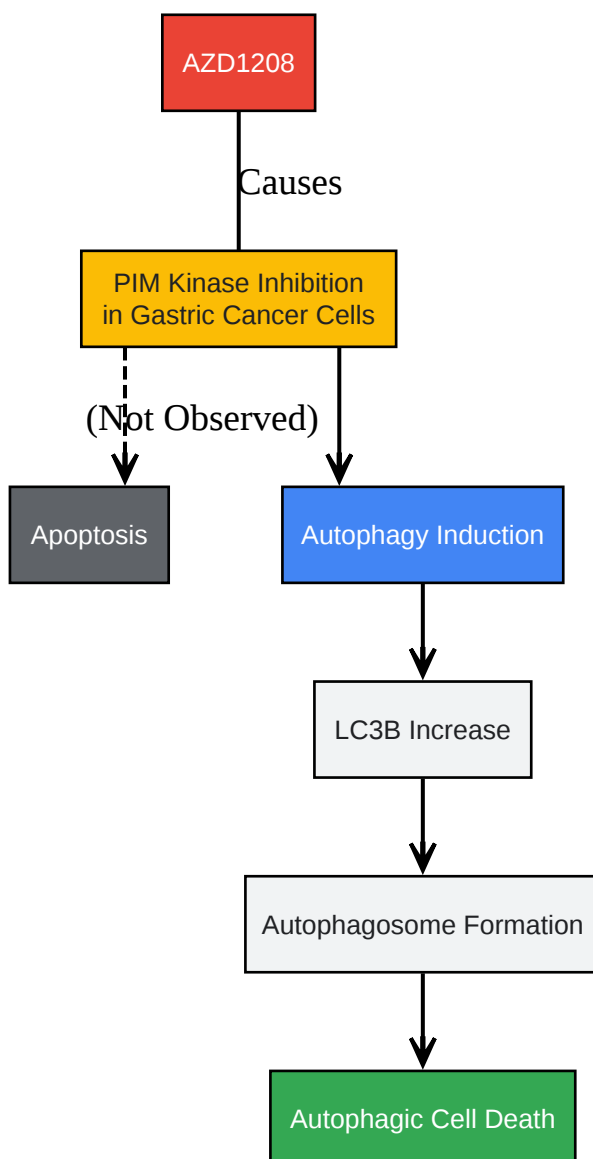 AZD1208
Causes
PIM Kinase Inhibition
in Gastric Cancer Cells
(Not Observed)
Apoptosis
Autophagy Induction
LC3B Increase
Autophagosome Formation
Autophagic Cell Death